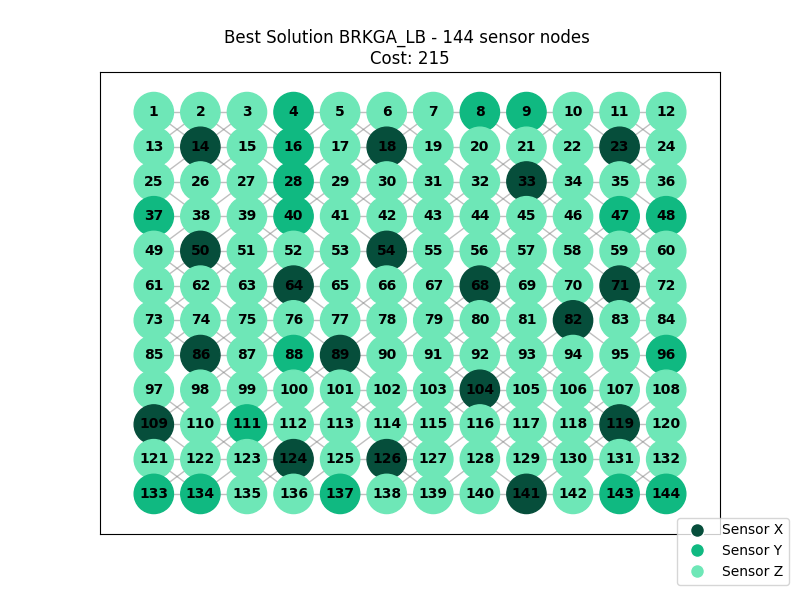 Best Solution BRKGA_LB - 144 sensor nodes
Cost: 215
1 2 3 4 5 6 7 8 9 10 11 12
13 14 15 16 17 18 19 20 21 22 23 24
25 26 27 28 29 30 31 32 33 34 35 36
37 38 39 40 41 42 43 44 45 46 47 48
49 50 51 52 53 54 55 56 57 58 59 60
61 62 63 64 65 66 67 68 69 70 71 72
73 74 75 76 77 78 79 80 81 82 83 84
85 86 87 88 89 90 91 92 93 94 95 96
97 98 99 100 101 102 103 104 105 106 107 108
109 110 111 112 113 114 115 116 117 118 119 120
121 122 123 124 125 126 127 128 129 130 131 132
133 134 135 136 137 138 139 140 141 142 143 144
Sensor X
Sensor Y
Sensor Z